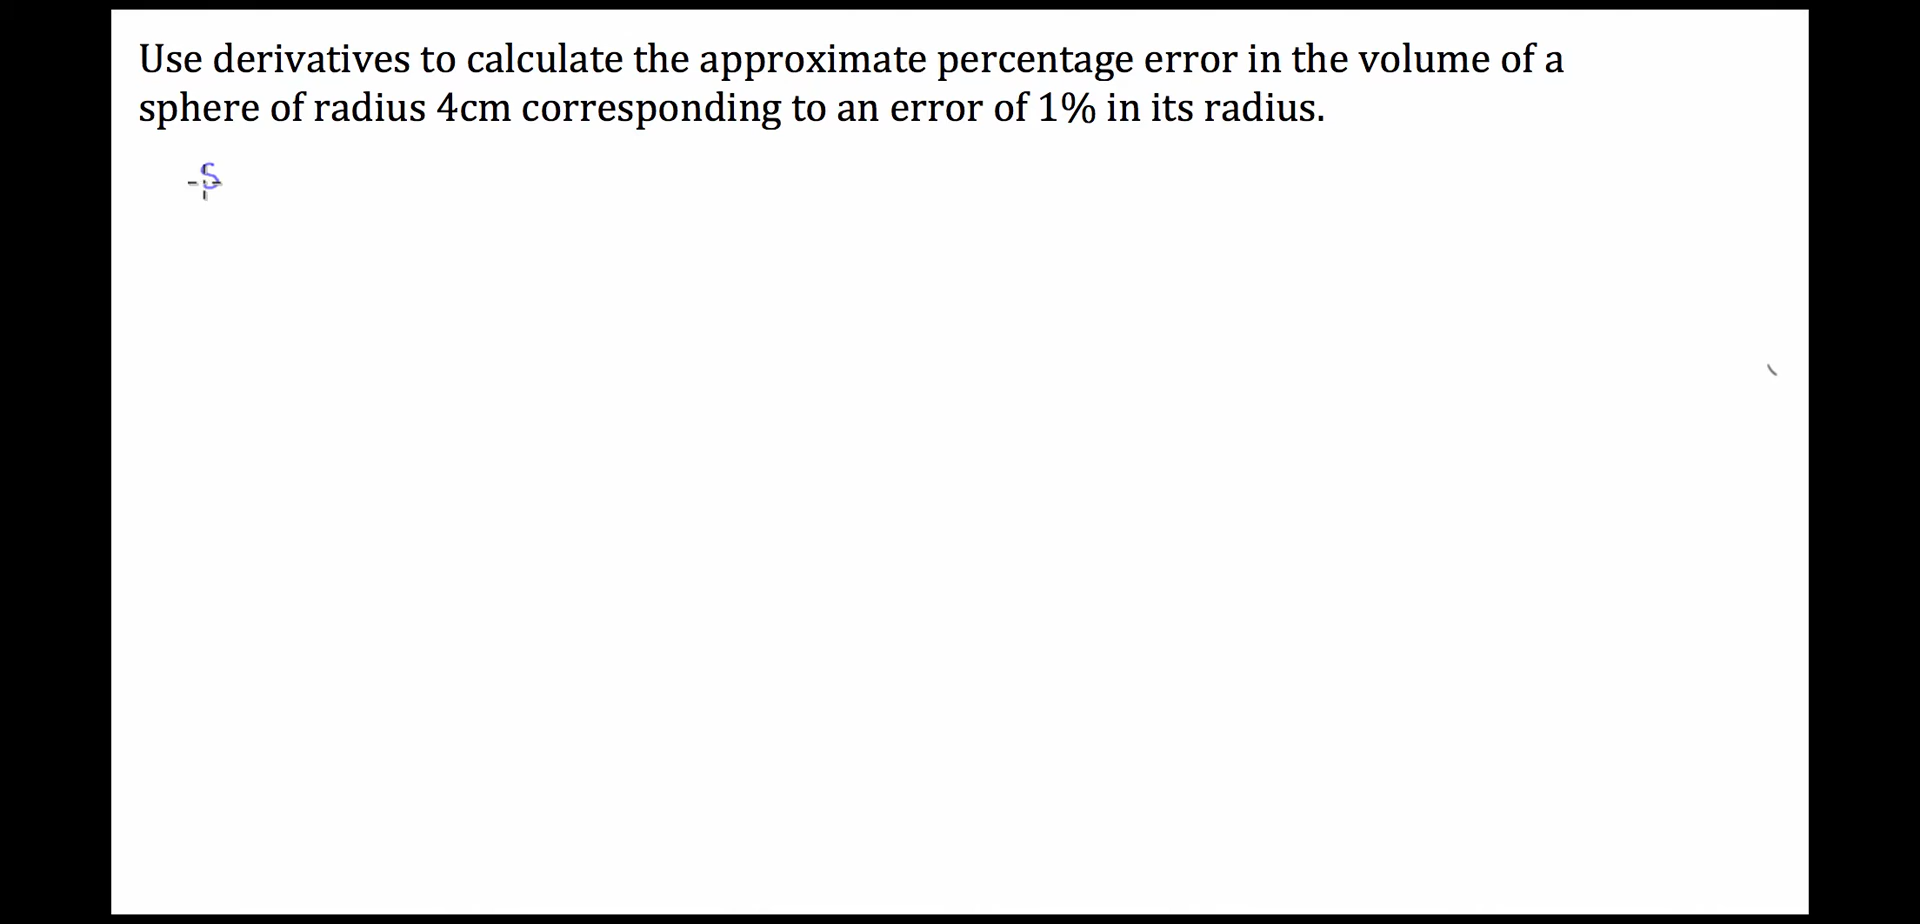 Use derivatives to calculate the approximate percentage error in the volume of a
sphere of radius 4cm corresponding to an error of 1% in its radius.
S